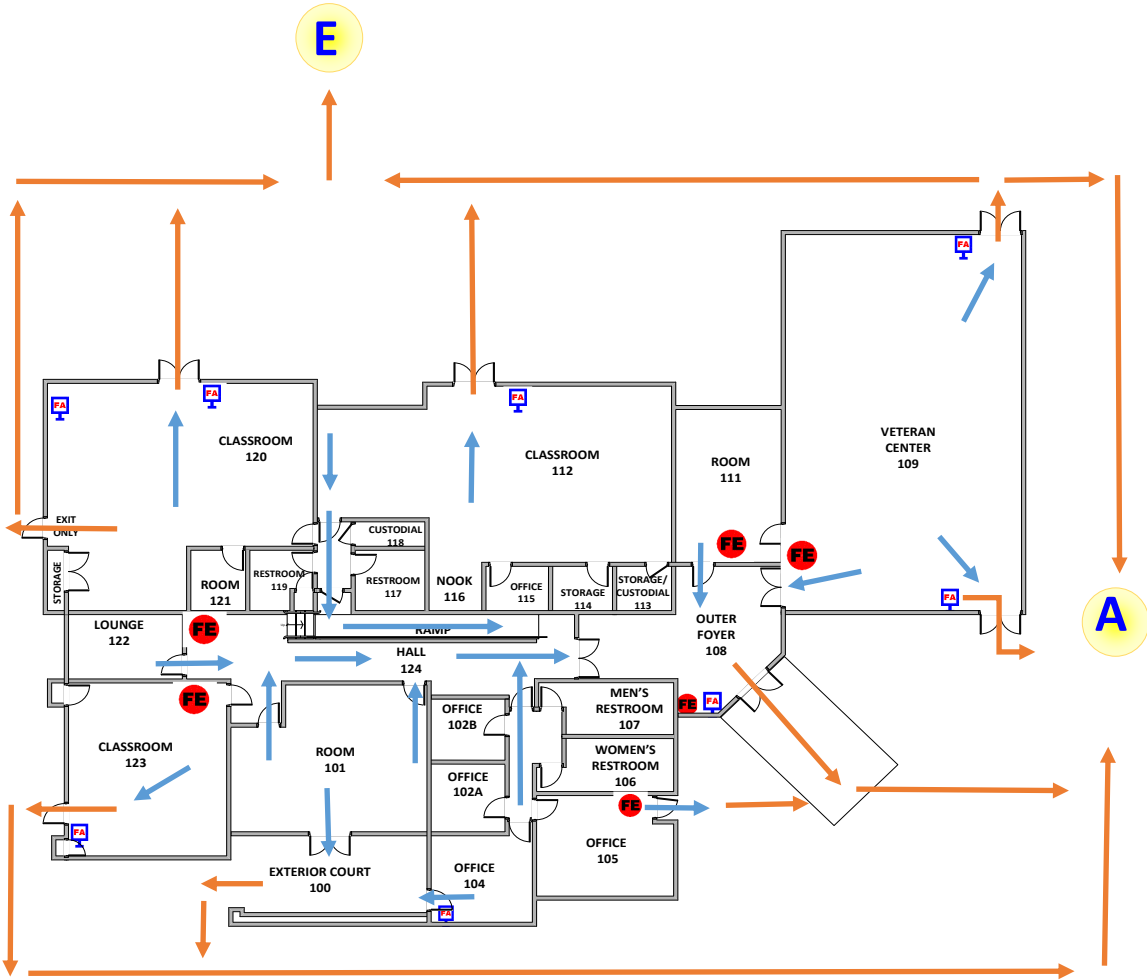 E
FA
FA
FA
FA
CLASSROOM
120
CLASSROOM
112
ROOM
111
VETERAN
CENTER
109
EXIT
ONLY
CUSTODIAL
118
FE
FE
STORAGE
ROOM
121
RESTROOM
119
RESTROOM
117
NOOK
116
OFFICE
115
STORAGE
114
STORAGE/
CUSTODIAL
113
FA
A
LOUNGE
122
FE
RAMP
HALL
124
OUTER
FOYER
108
FE
OFFICE
102B
MEN'S
RESTROOM
107
FE
FA
CLASSROOM
123
ROOM
101
OFFICE
102A
WOMEN'S
RESTROOM
106
FE
FA
OFFICE
105
EXTERIOR COURT
100
OFFICE
104
FA